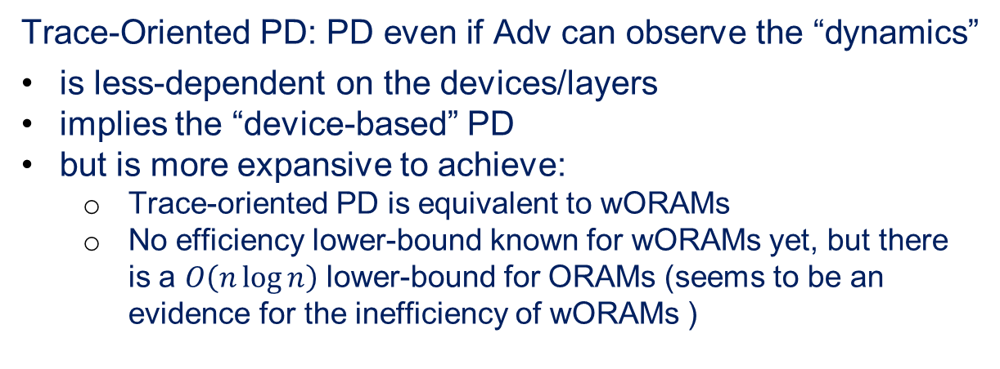 Trace-Oriented PD: PD even if Adv can observe the “dynamics”
• is less-dependent on the devices/layers
• implies the “device-based” PD
• but is more expansive to achieve:
o Trace-oriented PD is equivalent to wORAMs
o No efficiency lower-bound known for wORAMs yet, but there
is a O(n log n) lower-bound for ORAMs (seems to be an
evidence for the inefficiency of wORAMs )